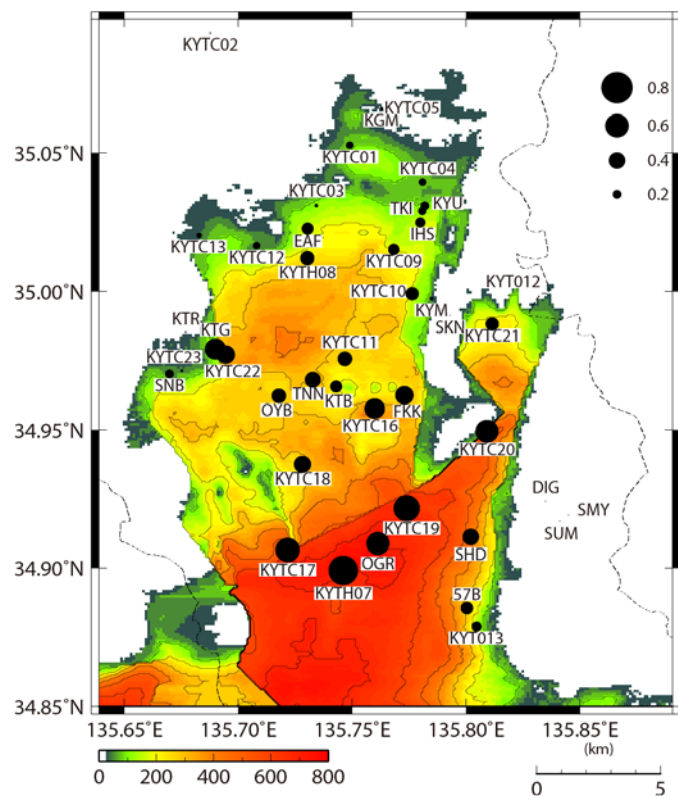 KYTC02
0.8
KYTC05
KGM
0.6
35.05°
KYTC01
KYTC04
0.4
KYTC03
TKI
KYU
0.2
KYTC13
KYTC12
EAF
IHS
KYTH08
KYTC09
35.00°
KYTC10
KYT012
KTR
KYM
KTG
SKN
KYTC21
KYTC11
KYTC23
KYTC22
SNB
TNN
KTB
OYB
FKK
KYTC16
34.95°
KYTC20
KYTC18
DIG
SMY
KYTC19
SUM
SHD
34.90°
KYTC17
OGR
KYTH07
57B
KYT013
34.85°
135.65°E
135.70°E
135.75°E
135.80°E
135.85°E
(km)
0
200
400
600
800
0
5